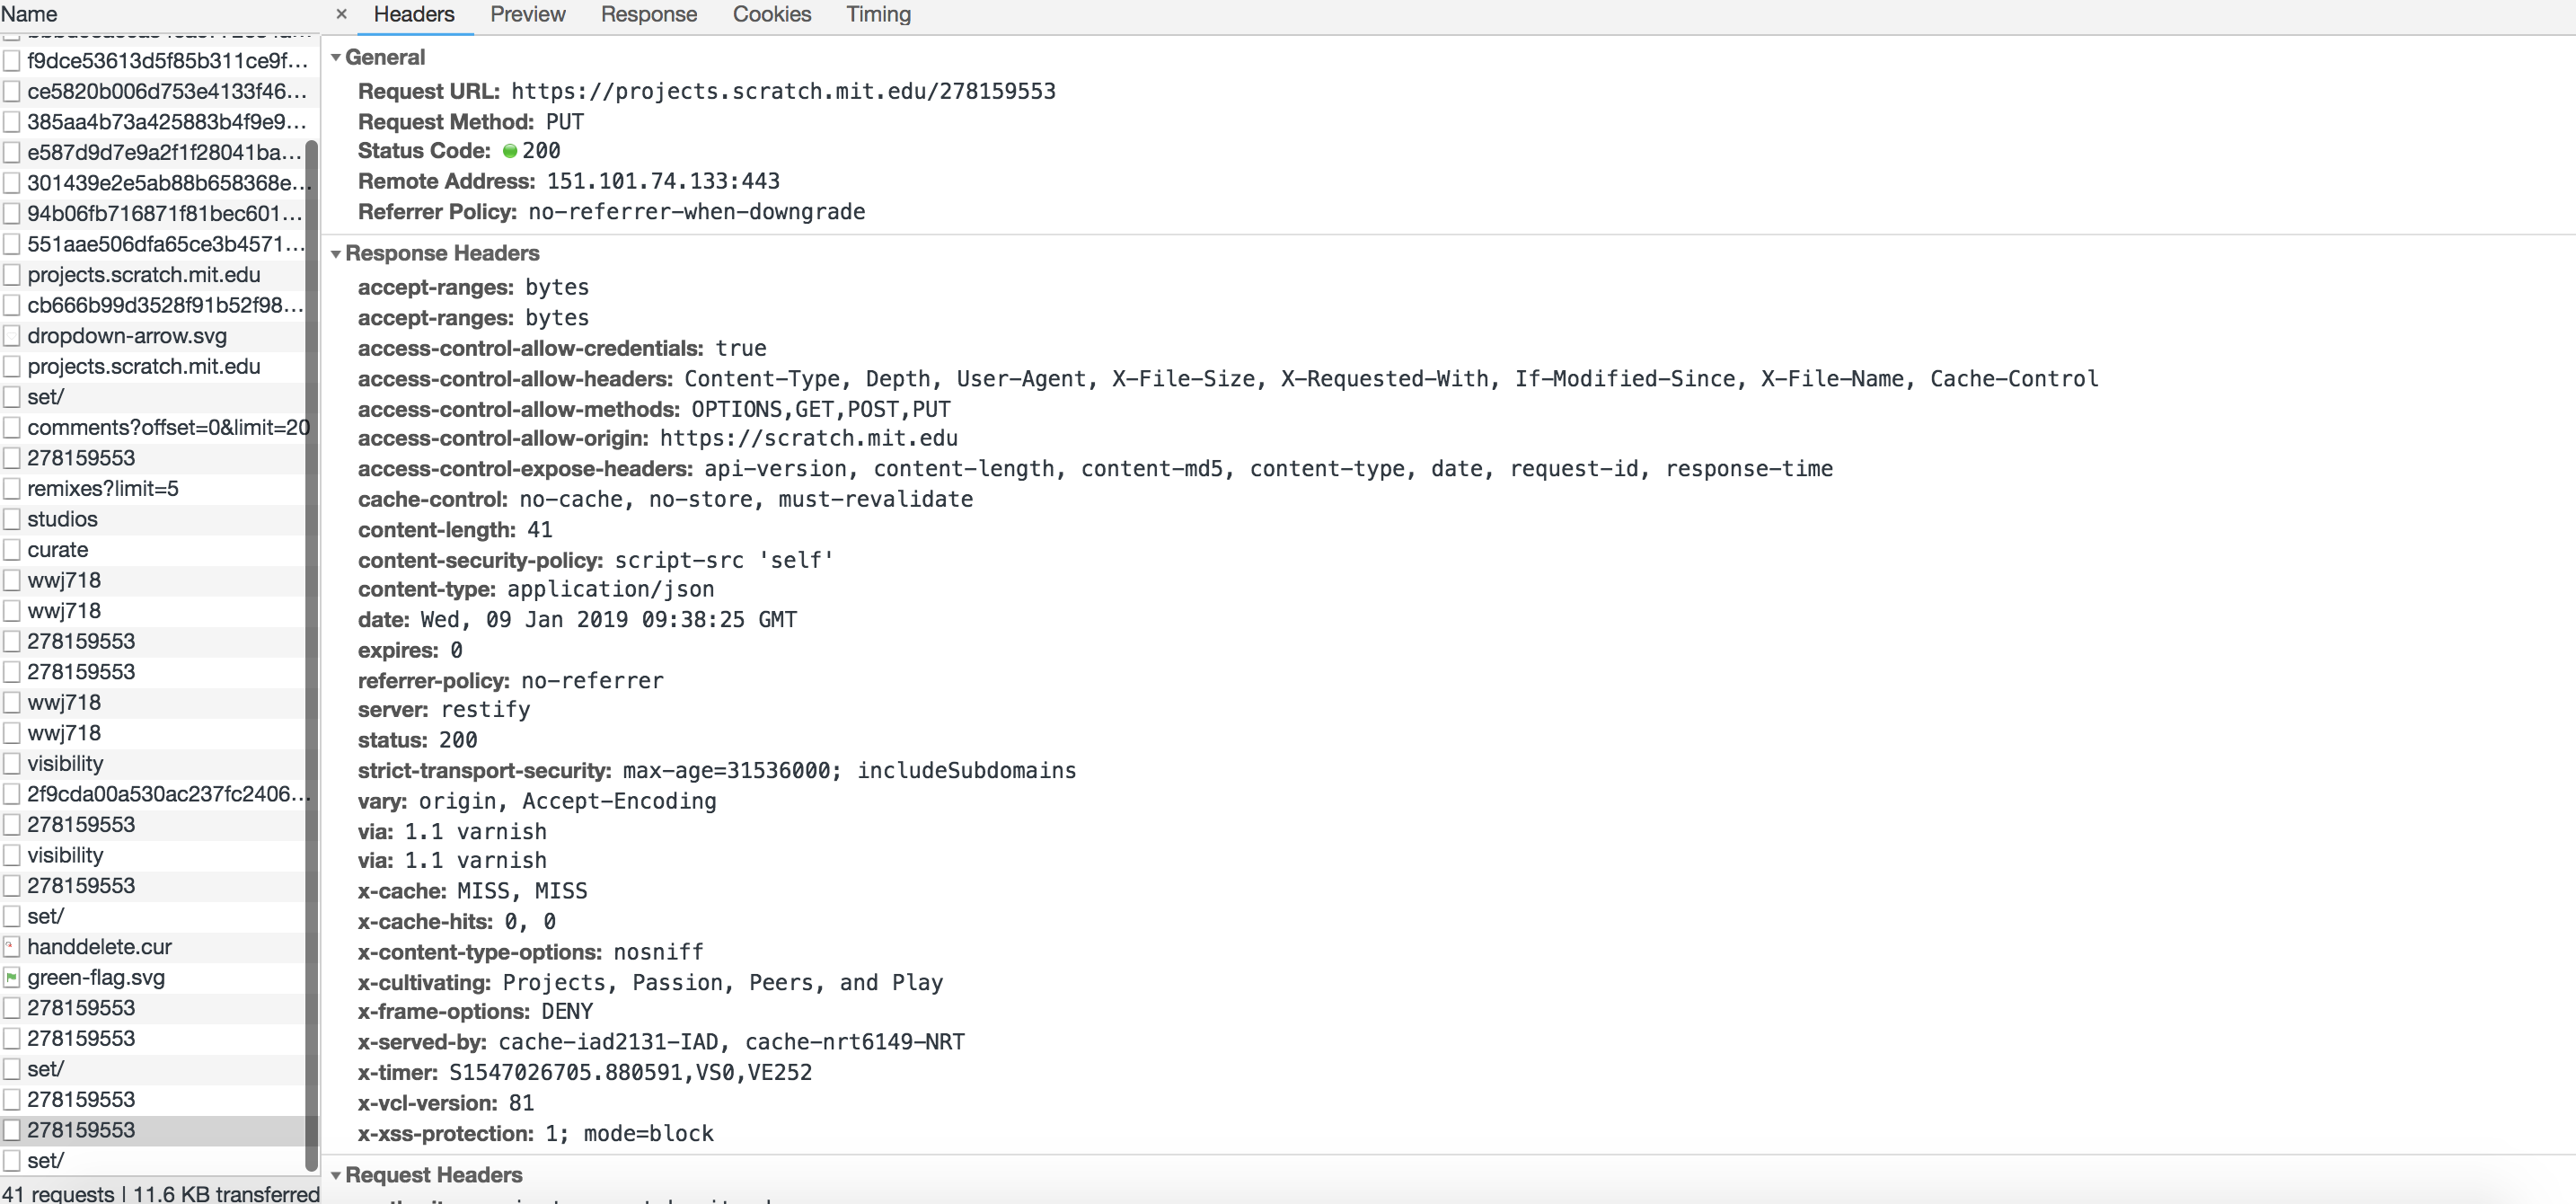 Name
f9dce53613d5f85b311ce9f...
ce5820b006d753e4133f46...
385aa4b73a425883b4f9e9...
e587d9d7e9a2f1f28041ba...
301439e2e5ab88b658368e...
94b06fb716871f81bec601...
551aae506dfa65ce3b4571...
projects.scratch.mit.edu
cb666b99d3528f91b52f98...
dropdown-arrow.svg
projects.scratch.mit.edu
set/
comments?offset=0&limit=20
278159553
remixes?limit=5
studios
curate
wwj718
wwj718
278159553
278159553
wwj718
wwj718
visibility
2f9cda00a530ac237fc2406...
278159553
visibility
278159553
set/
handdelete.cur
green-flag.svg
278159553
278159553
set/
278159553
278159553
set/
41 requests | 11.6 KB transferred
× Headers Preview Response Cookies Timing
General
Request URL: https://projects.scratch.mit.edu/278159553
Request Method: PUT
Status Code: 200
Remote Address: 151.101.74.133:443
Referrer Policy: no-referrer-when-downgrade
Response Headers
accept-ranges: bytes
accept-ranges: bytes
access-control-allow-credentials: true
access-control-allow-headers: Content-Type, Depth, User-Agent, X-File-Size, X-Requested-With, If-Modified-Since, X-File-Name, Cache-Control
access-control-allow-methods: OPTIONS,GET,POST,PUT
access-control-allow-origin: https://scratch.mit.edu
access-control-expose-headers: api-version, content-length, content-md5, content-type, date, request-id, response-time
cache-control: no-cache, no-store, must-revalidate
content-length: 41
content-security-policy: script-src 'self'
content-type: application/json
date: Wed, 09 Jan 2019 09:38:25 GMT
expires: 0
referrer-policy: no-referrer
server: restify
status: 200
strict-transport-security: max-age=31536000; includeSubdomains
vary: origin, Accept-Encoding
via: 1.1 varnish
via: 1.1 varnish
x-cache: MISS, MISS
x-cache-hits: 0, 0
x-content-type-options: nosniff
x-cultivating: Projects, Passion, Peers, and Play
x-frame-options: DENY
x-served-by: cache-iad2131-IAD, cache-nrt6149-NRT
x-timer: S1547026705.880591,VS0,VE252
x-vcl-version: 81
x-xss-protection: 1; mode=block
Request Headers